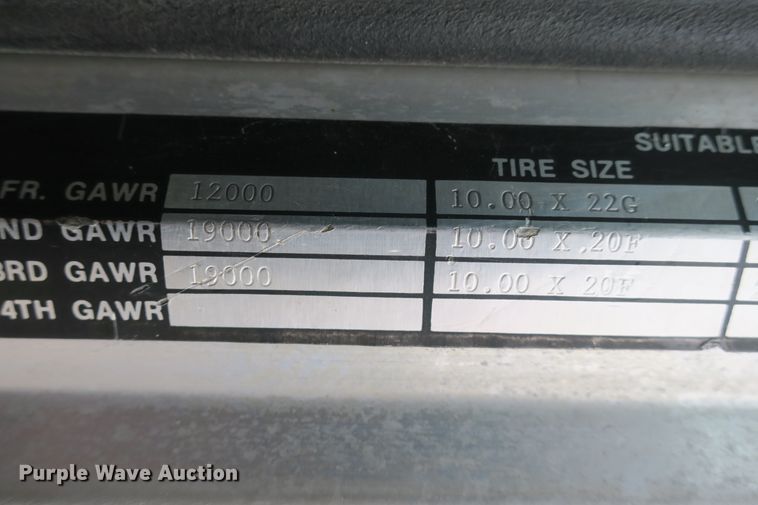 SUITABLE
TIRE SIZE
FR. GAWR 12000 10.00 X 22G
ND GAWR 19000 10.00 X 20F
3RD GAWR 19000 10.00 X 20F
4TH GAWR
Purple Wave Auction